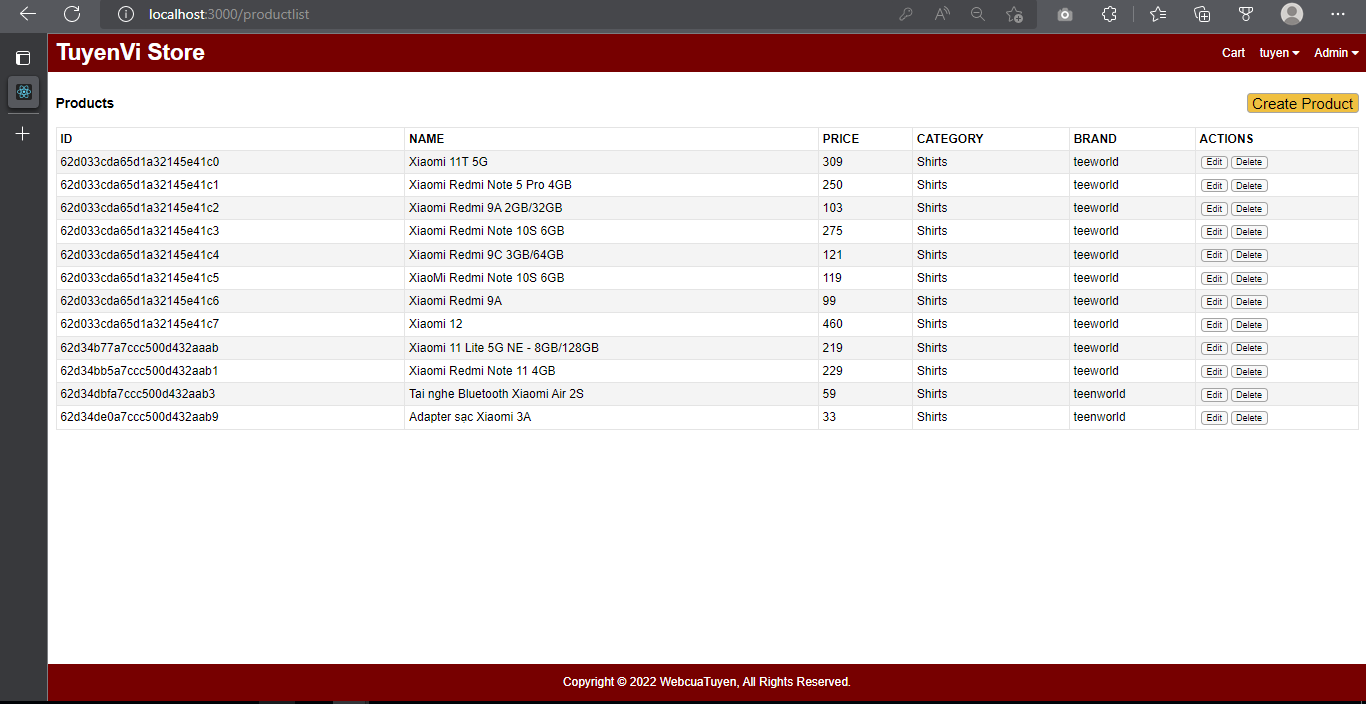 localhost:3000/productlist
TuyenVi Store Cart tuyen Admin
Products Create Product
ID NAME PRICE CATEGORY BRAND ACTIONS
62d033cda65d1a32145e41c0 Xiaomi 11T 5G 309 Shirts teeworld Edit Delete
62d033cda65d1a32145e41c1 Xiaomi Redmi Note 5 Pro 4GB 250 Shirts teeworld Edit Delete
62d033cda65d1a32145e41c2 Xiaomi Redmi 9A 2GB/32GB 103 Shirts teeworld Edit Delete
62d033cda65d1a32145e41c3 Xiaomi Redmi Note 10S 6GB 275 Shirts teeworld Edit Delete
62d033cda65d1a32145e41c4 Xiaomi Redmi 9C 3GB/64GB 121 Shirts teeworld Edit Delete
62d033cda65d1a32145e41c5 XiaoMi Redmi Note 10S 6GB 119 Shirts teeworld Edit Delete
62d033cda65d1a32145e41c6 Xiaomi Redmi 9A 99 Shirts teeworld Edit Delete
62d033cda65d1a32145e41c7 Xiaomi 12 460 Shirts teeworld Edit Delete
62d34b77a7ccc500d432aaab Xiaomi 11 Lite 5G NE - 8GB/128GB 219 Shirts teeworld Edit Delete
62d34bb5a7ccc500d432aab1 Xiaomi Redmi Note 11 4GB 229 Shirts teeworld Edit Delete
62d34dbfa7ccc500d432aab3 Tai nghe Bluetooth Xiaomi Air 2S 59 Shirts teenworld Edit Delete
62d34de0a7ccc500d432aab9 Adapter sạc Xiaomi 3A 33 Shirts teenworld Edit Delete
Copyright © 2022 WebcuaTuyen, All Rights Reserved.